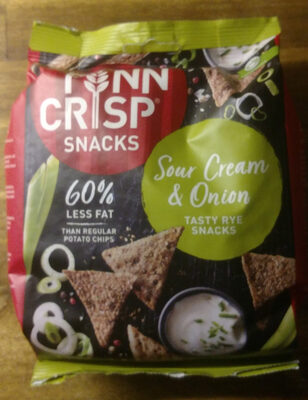 FINN
CRISP®
SNACKS
60%
LESS FAT
THAN REGULAR
POTATO CHIPS
Sour Cream
& Onion
TASTY RYE
SNACKS